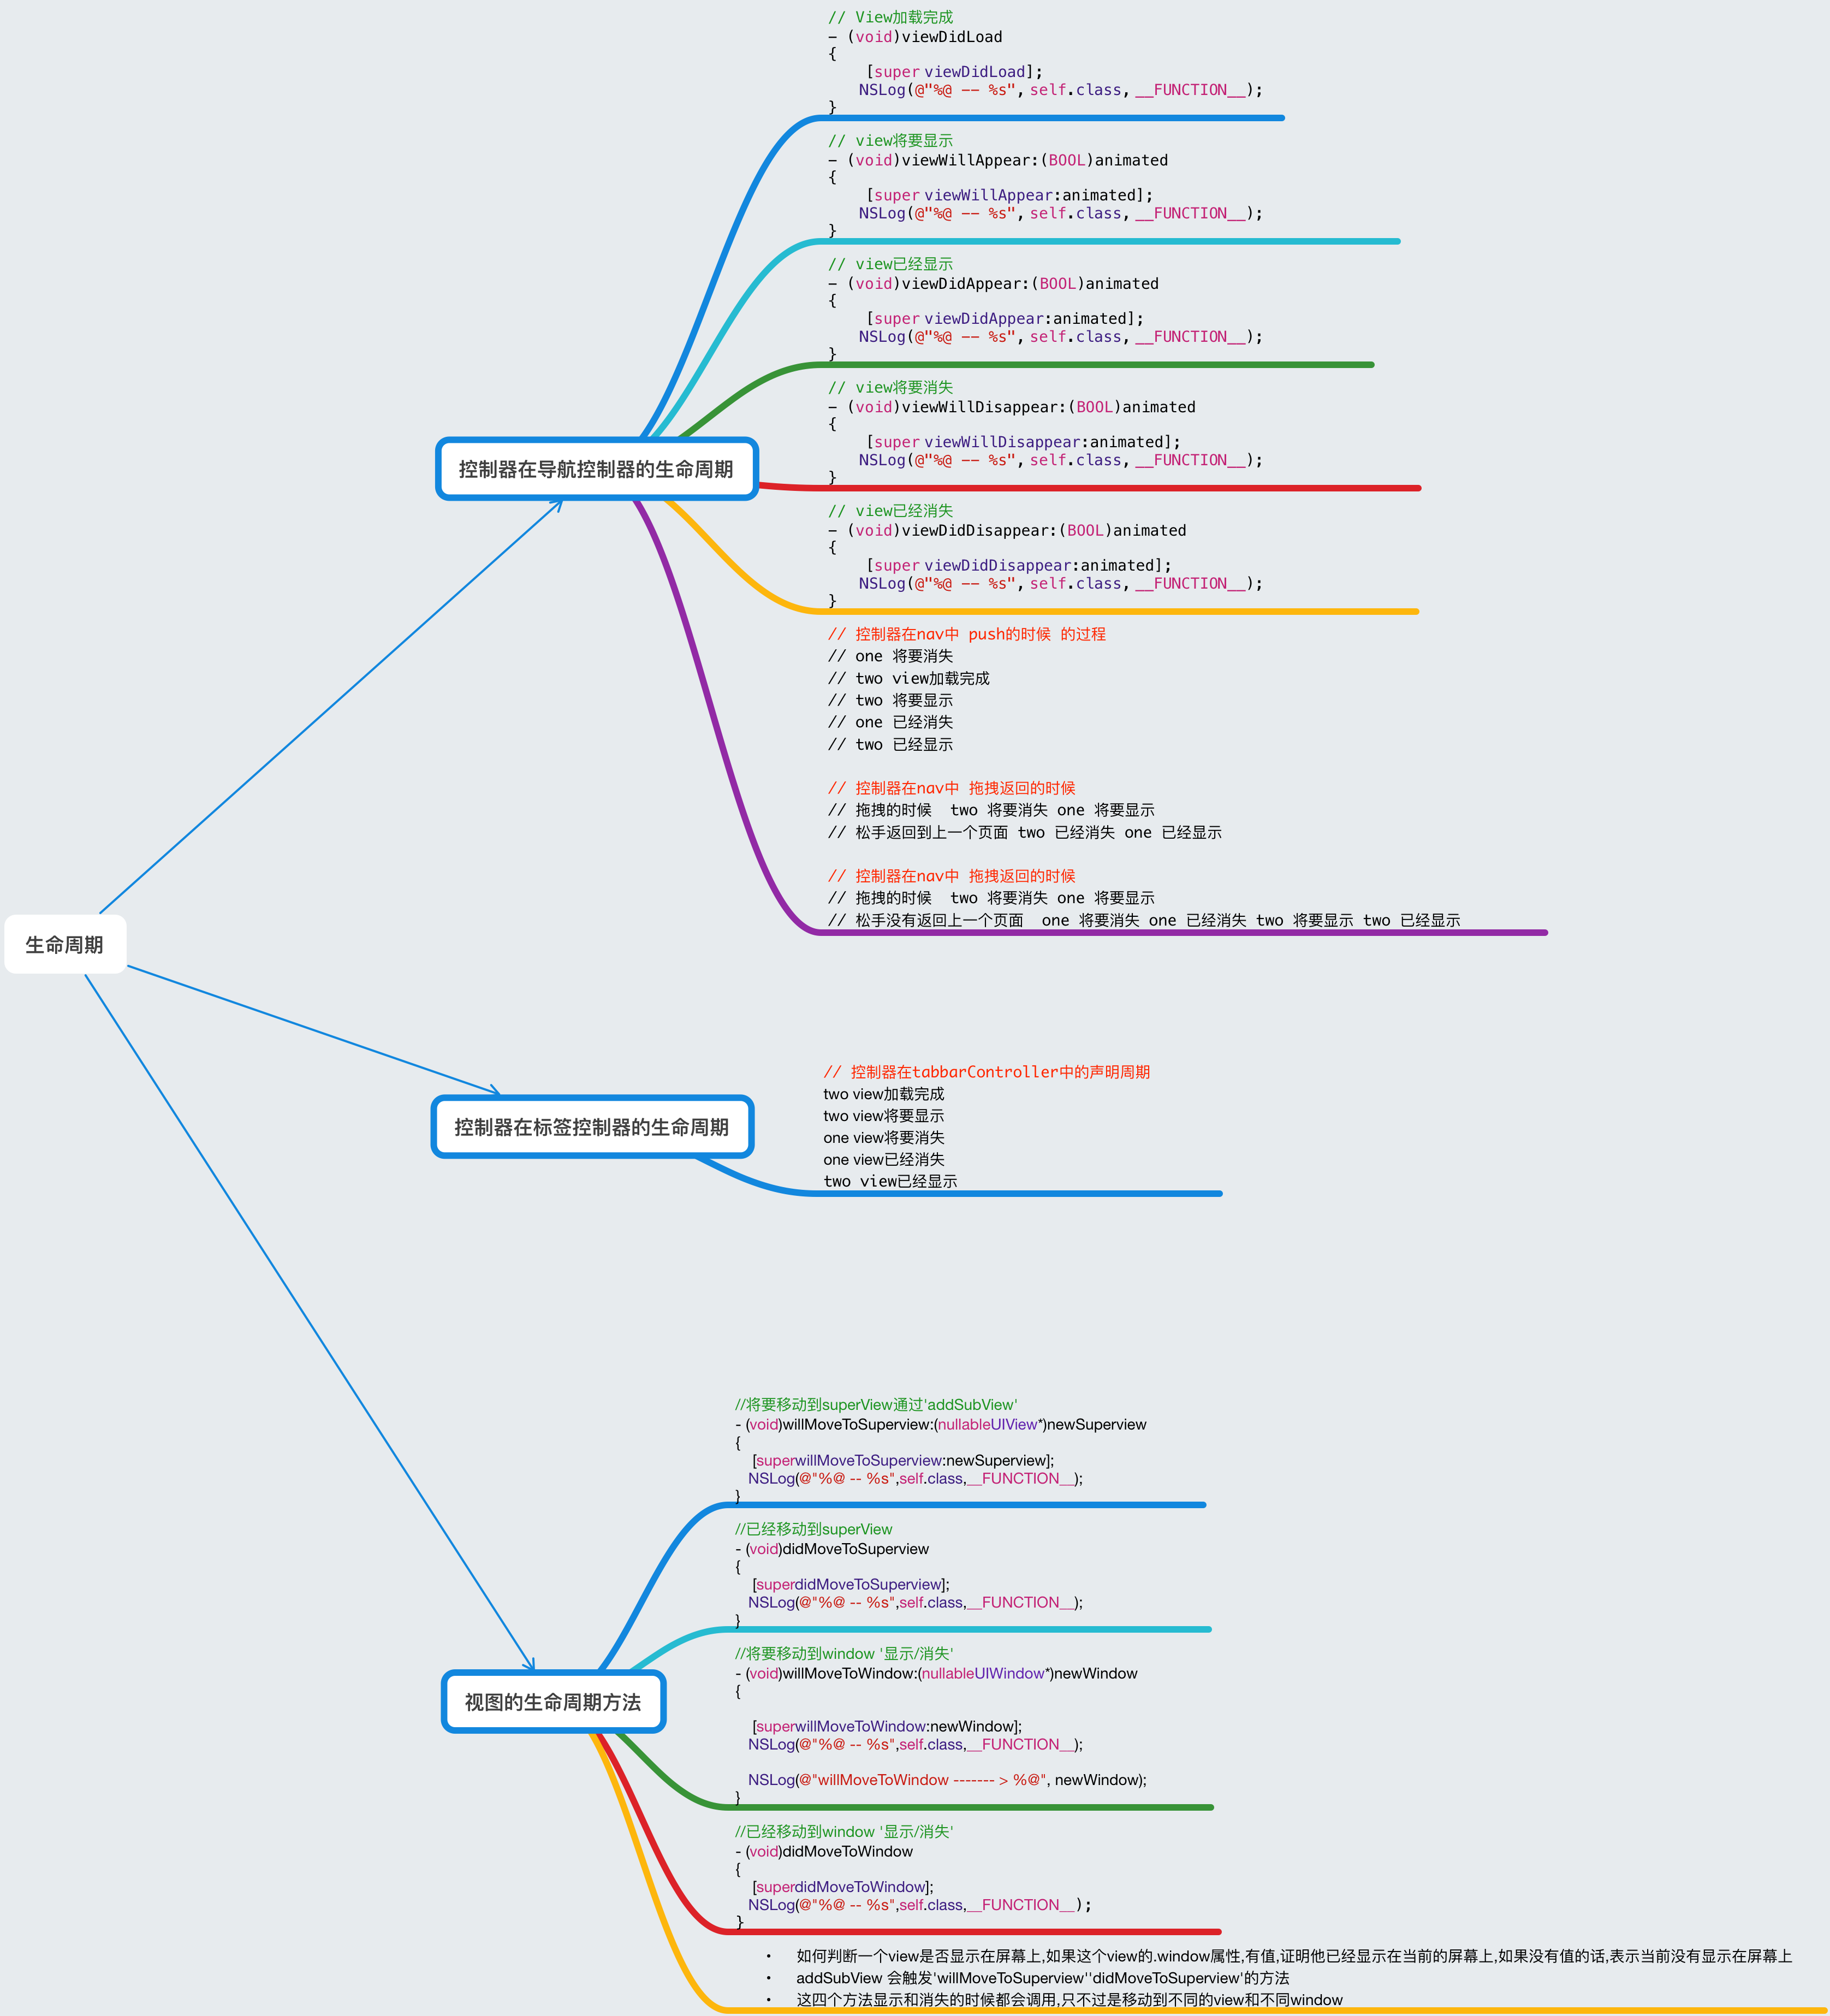 生命周期
控制器在导航控制器的生命周期
// View加载完成
- (void)viewDidLoad
{
    [super viewDidLoad];
    NSLog(@"%@ -- %s", self.class, __FUNCTION__);
}
// view将要显示
- (void)viewWillAppear:(BOOL)animated
{
    [super viewWillAppear:animated];
    NSLog(@"%@ -- %s", self.class, __FUNCTION__);
}
// view已经显示
- (void)viewDidAppear:(BOOL)animated
{
    [super viewDidAppear:animated];
    NSLog(@"%@ -- %s", self.class, __FUNCTION__);
}
// view将要消失
- (void)viewWillDisappear:(BOOL)animated
{
    [super viewWillDisappear:animated];
    NSLog(@"%@ -- %s", self.class, __FUNCTION__);
}
// view已经消失
- (void)viewDidDisappear:(BOOL)animated
{
    [super viewDidDisappear:animated];
    NSLog(@"%@ -- %s", self.class, __FUNCTION__);
}
// 控制器在nav中 push的时候 的过程
// one 将要消失
// two view加载完成
// two 将要显示
// one 已经消失
// two 已经显示
// 控制器在nav中 拖拽返回的时候
// 拖拽的时候  two 将要消失 one 将要显示
// 松手返回到上一个页面 two 已经消失 one 已经显示
// 控制器在nav中 拖拽返回的时候
// 拖拽的时候  two 将要消失 one 将要显示
// 松手没有返回上一个页面  one 将要消失 one 已经消失 two 将要显示 two 已经显示
控制器在标签控制器的生命周期
// 控制器在tabbarController中的声明周期
two view加载完成
two view将要显示
one view将要消失
one view已经消失
two view已经显示
视图的生命周期方法
//将要移动到superView通过'addSubView'
- (void)willMoveToSuperview:(nullableUIView*)newSuperview
{
    [superwillMoveToSuperview:newSuperview];
    NSLog(@"%@ -- %s",self.class,__FUNCTION__);
}
//已经移动到superView
- (void)didMoveToSuperview
{
    [superdidMoveToSuperview];
    NSLog(@"%@ -- %s",self.class,__FUNCTION__);
}
//将要移动到window '显示/消失'
- (void)willMoveToWindow:(nullableUIWindow*)newWindow
{
    [superwillMoveToWindow:newWindow];
    NSLog(@"%@ -- %s",self.class,__FUNCTION__);
    NSLog(@"willMoveToWindow ------- > %@", newWindow);
}
//已经移动到window '显示/消失'
- (void)didMoveToWindow
{
    [superdidMoveToWindow];
    NSLog(@"%@ -- %s",self.class,__FUNCTION__);
}
• 如何判断一个view是否显示在屏幕上,如果这个view的.window属性,有值,证明他已经显示在当前的屏幕上,如果没有值的话,表示当前没有显示在屏幕上
• addSubView 会触发'willMoveToSuperview''didMoveToSuperview'的方法
• 这四个方法显示和消失的时候都会调用,只不过是移动到不同的view和不同window